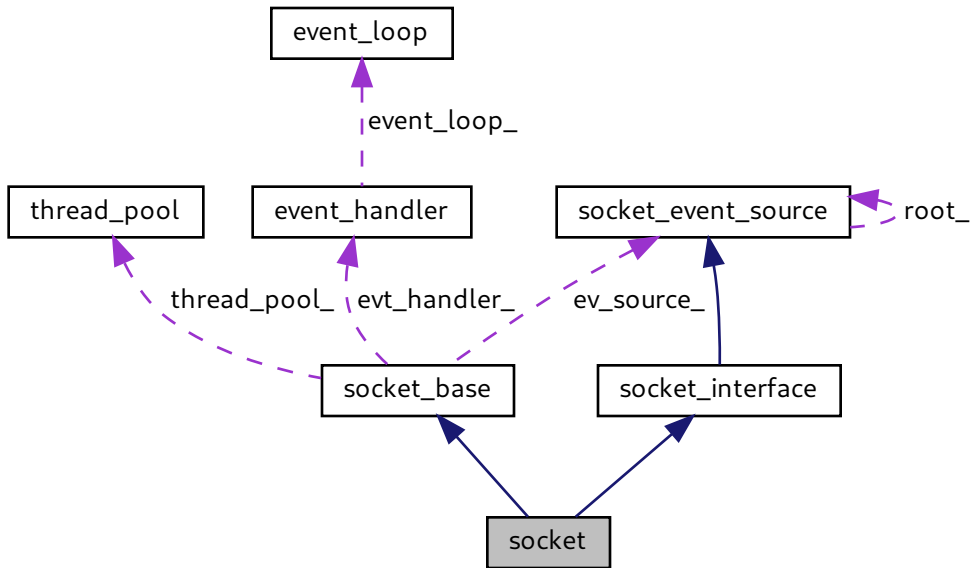 event_loop
event_loop_
thread_pool
event_handler
socket_event_source
root_
thread_pool_
evt_handler_
ev_source_
socket_base
socket_interface
socket